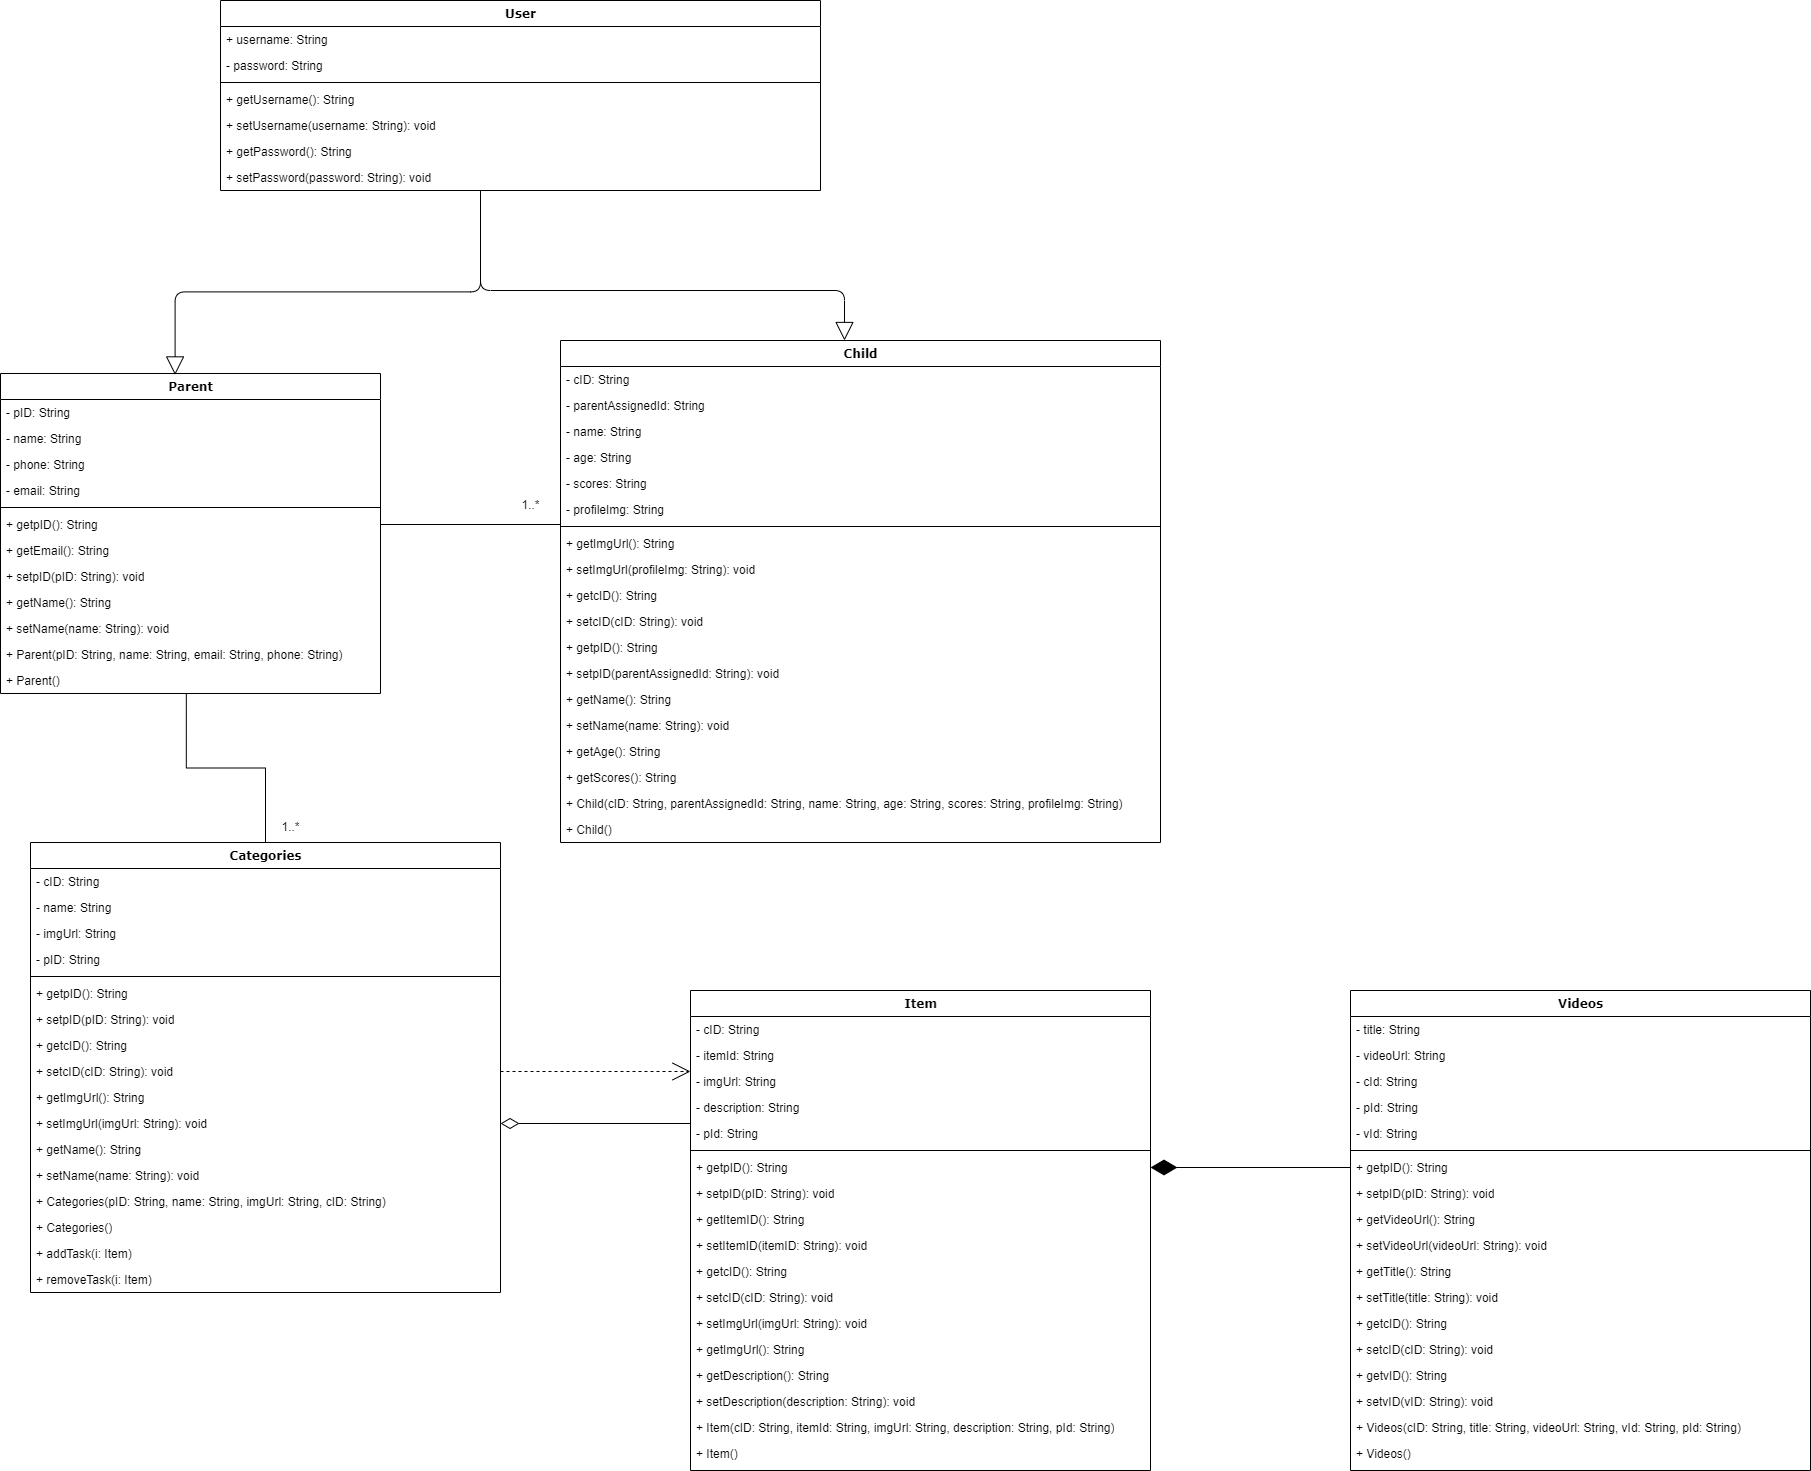 User
+ username: String
- password: String
+ getUsername(): String
+ setUsername(username: String): void
+ getPassword(): String
+ setPassword(password: String): void
Parent
- pID: String
- name: String
- phone: String
- email: String
+ getpID(): String
+ getEmail(): String
+ setpID(pID: String): void
+ getName(): String
+ setName(name: String): void
+ Parent(pID: String, name: String, email: String, phone: String)
+ Parent()
1..*
Child
- cID: String
- parentAssignedId: String
- name: String
- age: String
- scores: String
- profileImg: String
+ getImgUrl(): String
+ setImgUrl(profileImg: String): void
+ getcID(): String
+ setcID(cID: String): void
+ getpID(): String
+ setpID(parentAssignedId: String): void
+ getName(): String
+ setName(name: String): void
+ getAge(): String
+ getScores(): String
+ Child(cID: String, parentAssignedId: String, name: String, age: String, scores: String, profileImg: String)
+ Child()
1..*
Categories
- cID: String
- name: String
- imgUrl: String
- pID: String
+ getpID(): String
+ setpID(pID: String): void
+ getcID(): String
+ setcID(cID: String): void
+ getImgUrl(): String
+ setImgUrl(imgUrl: String): void
+ getName(): String
+ setName(name: String): void
+ Categories(pID: String, name: String, imgUrl: String, cID: String)
+ Categories()
+ addTask(i: Item)
+ removeTask(i: Item)
Item
- cID: String
- itemId: String
- imgUrl: String
- description: String
- pId: String
+ getpID(): String
+ setpID(pID: String): void
+ getItemID(): String
+ setItemID(itemID: String): void
+ getcID(): String
+ setcID(cID: String): void
+ setImgUrl(imgUrl: String): void
+ getImgUrl(): String
+ getDescription(): String
+ setDescription(description: String): void
+ Item(cID: String, itemId: String, imgUrl: String, description: String, pId: String)
+ Item()
Videos
- title: String
- videoUrl: String
- cId: String
- pId: String
- vId: String
+ getpID(): String
+ setpID(pID: String): void
+ getVideoUrl(): String
+ setVideoUrl(videoUrl: String): void
+ getTitle(): String
+ setTitle(title: String): void
+ getcID(): String
+ setcID(cID: String): void
+ getvID(): String
+ setvID(vID: String): void
+ Videos(cID: String, title: String, videoUrl: String, vId: String, pId: String)
+ Videos()